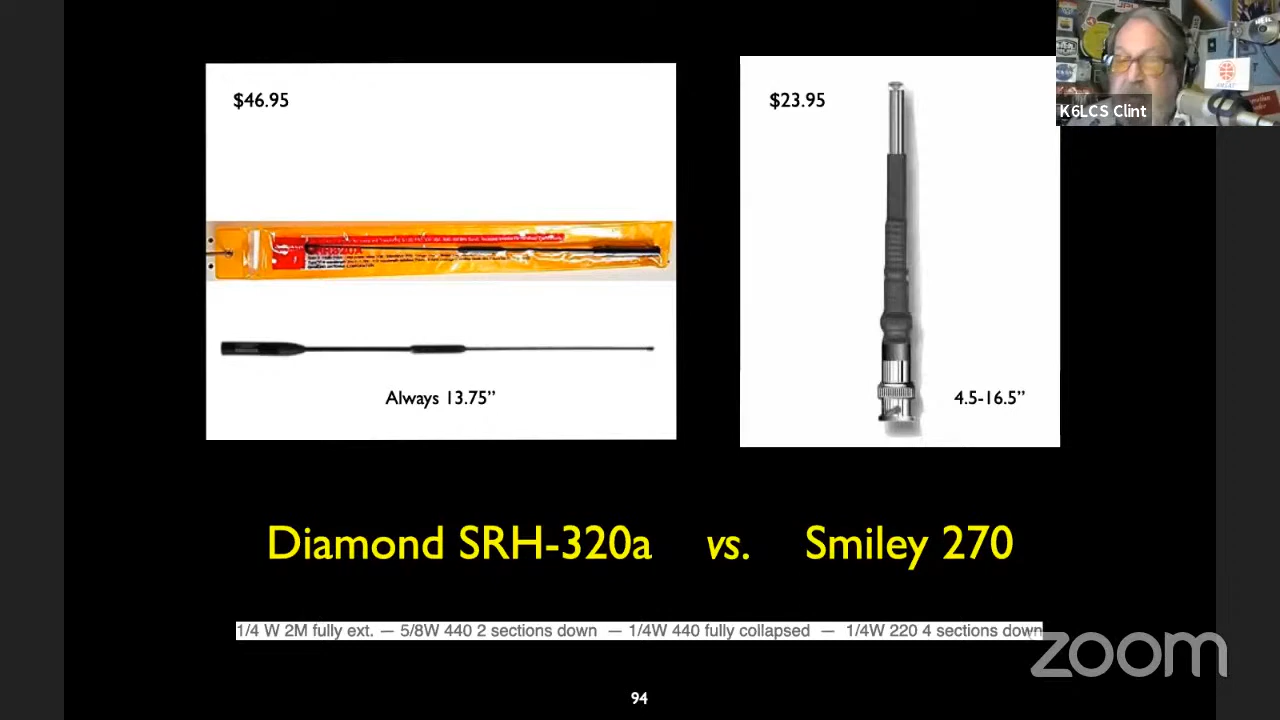 $46.95
$23.95
K6LCS Clint
Always 13.75”
4.5-16.5”
Diamond SRH-320a vs. Smiley 270
1/4 W 2M fully ext. — 5/8W 440 2 sections down — 1/4W 440 fully collapsed — 1/4W 220 4 sections down
zoom
94